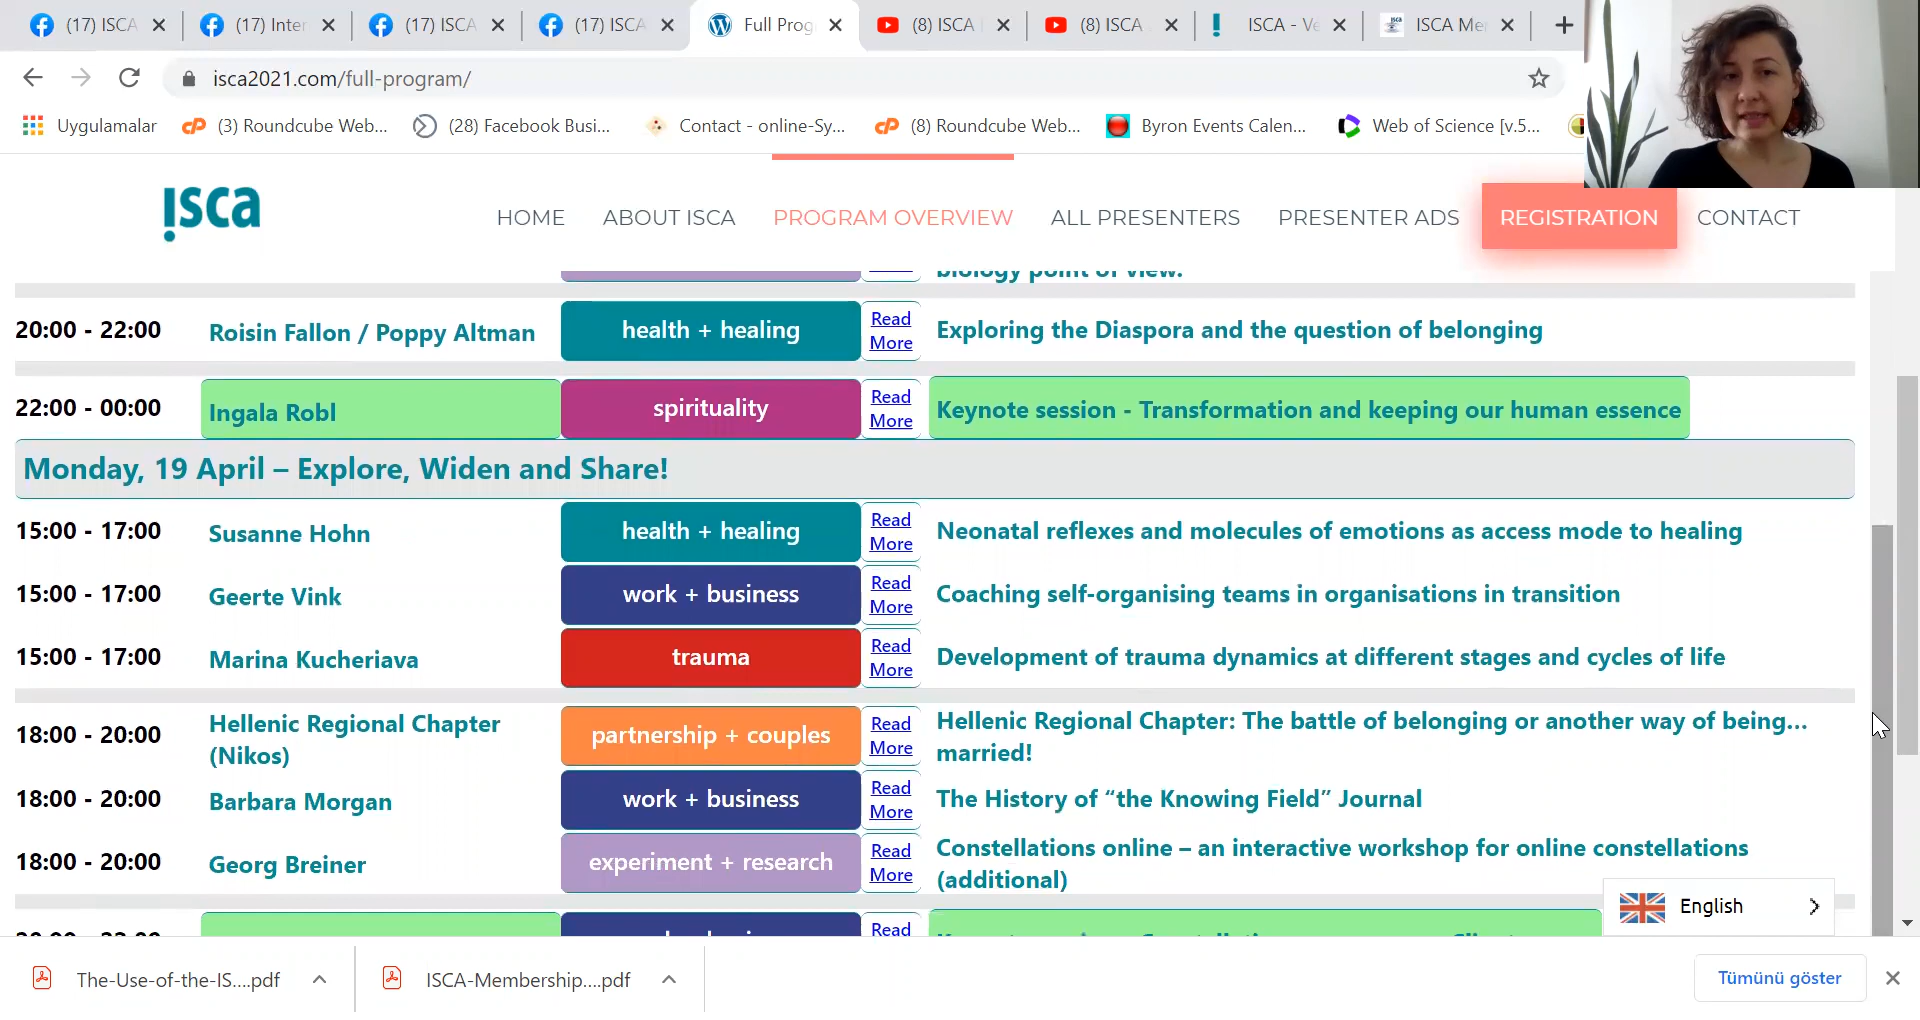 (17) ISCA
(17) Inter
(17) ISCA
(17) ISCA
Full Prog
(8) ISCA
(8) ISCA
ISCA - Ve
ISCA Me
isca2021.com/full-program/
Uygulamalar
(3) Roundcube Web...
(28) Facebook Busi...
Contact - online-Sy...
(8) Roundcube Web...
Byron Events Calen...
Web of Science [v.5...
isca
HOME
ABOUT ISCA
PROGRAM OVERVIEW
ALL PRESENTERS
PRESENTER ADS
REGISTRATION
CONTACT
biology point of view.
20:00 - 22:00
Roisin Fallon / Poppy Altman
health + healing
Read
More
Exploring the Diaspora and the question of belonging
22:00 - 00:00
Ingala Robl
spirituality
Read
More
Keynote session - Transformation and keeping our human essence
Monday, 19 April – Explore, Widen and Share!
15:00 - 17:00
Susanne Hohn
health + healing
Read
More
Neonatal reflexes and molecules of emotions as access mode to healing
15:00 - 17:00
Geerte Vink
work + business
Read
More
Coaching self-organising teams in organisations in transition
15:00 - 17:00
Marina Kucheriava
trauma
Read
More
Development of trauma dynamics at different stages and cycles of life
18:00 - 20:00
Hellenic Regional Chapter
(Nikos)
partnership + couples
Read
More
Hellenic Regional Chapter: The battle of belonging or another way of being...
married!
18:00 - 20:00
Barbara Morgan
work + business
Read
More
The History of “the Knowing Field” Journal
18:00 - 20:00
Georg Breiner
experiment + research
Read
More
Constellations online – an interactive workshop for online constellations
(additional)
Read
English
The-Use-of-the-IS....pdf
ISCA-Membership....pdf
Tümünü göster